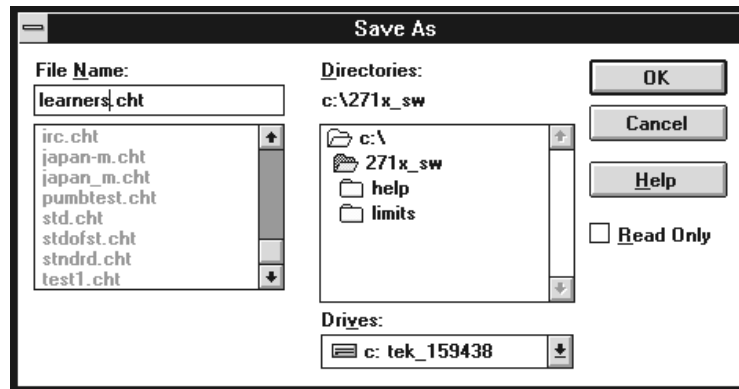 Save As
File Name:
learners.cht
irc.cht
japan-m.cht
japan_m.cht
pumbtest.cht
std.cht
stdofst.cht
stndrd.cht
test1.cht
Directories:
c:\271x_sw
c:\
271x_sw
help
limits
Drives:
c: tek_159438
OK
Cancel
Help
Read Only